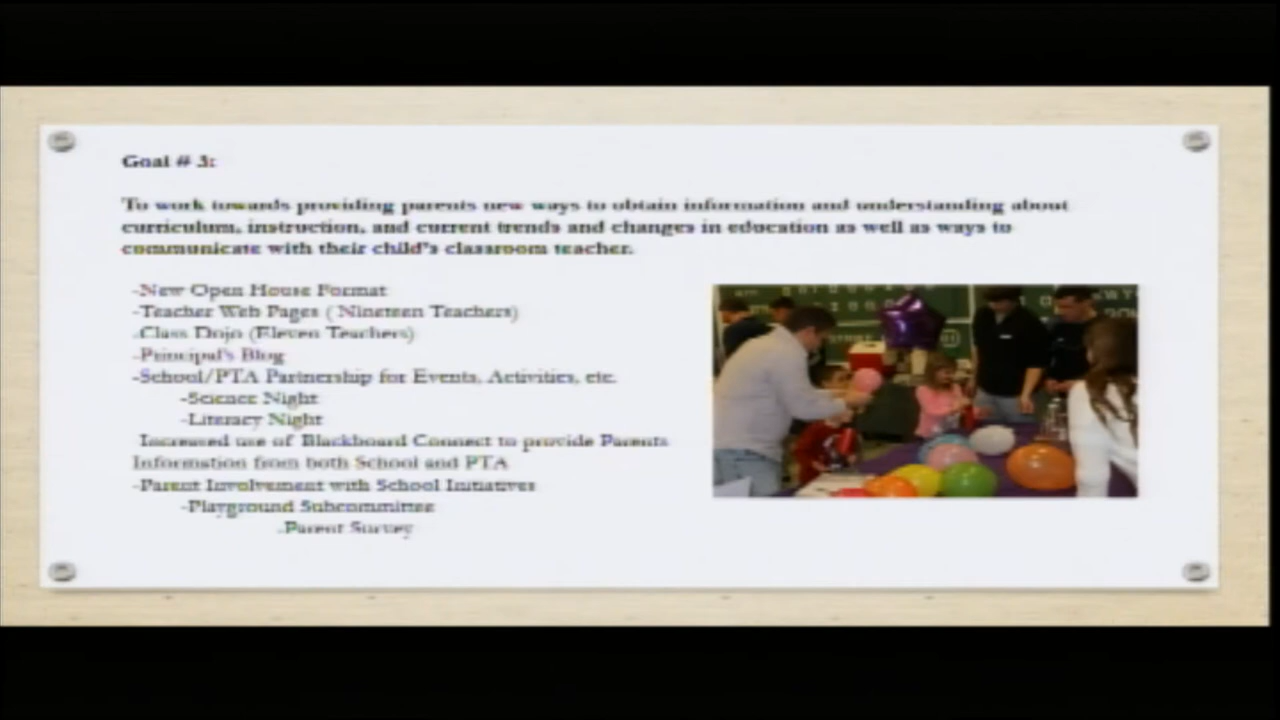 Goal # 3:
To work towards providing parents new ways to obtain information and understanding about
curriculum, instruction, and current trends and changes in education as well as ways to
communicate with their child's classroom teacher.
-New Open House Format
-Teacher Web Pages ( Nineteen Teachers)
-Class Dojo (Eleven Teachers)
-Principal's Blog
-School/PTA Partnership for Events, Activities, etc.
-Science Night
-Literacy Night
Increased use of Blackboard Connect to provide Parents
Information from both School and PTA
-Parent Involvement with School Initiatives
-Playground Subcommittee
-Parent Survey